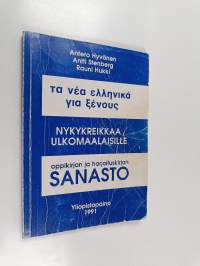 Antero Hyvönen
Antti Stenberg
Rauni Hukki
τα νέα ελληνικά
για ξένους
NYKYKREIKKAA
ULKOMAALAISILLE
oppikirjan ja harjoituskirjan
SANASTO
Yliopistopaino
1991